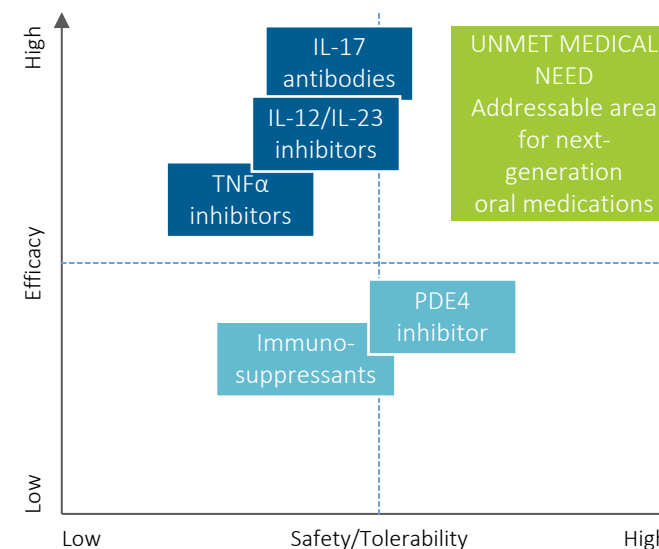 High
IL-17
antibodies
UNMET MEDICAL
NEED
Addressable area
for next-
generation
oral medications
IL-12/IL-23
inhibitors
TNFα
inhibitors
Efficacy
PDE4
inhibitor
Immuno-
suppressants
Low
Low
Safety/Tolerability
High